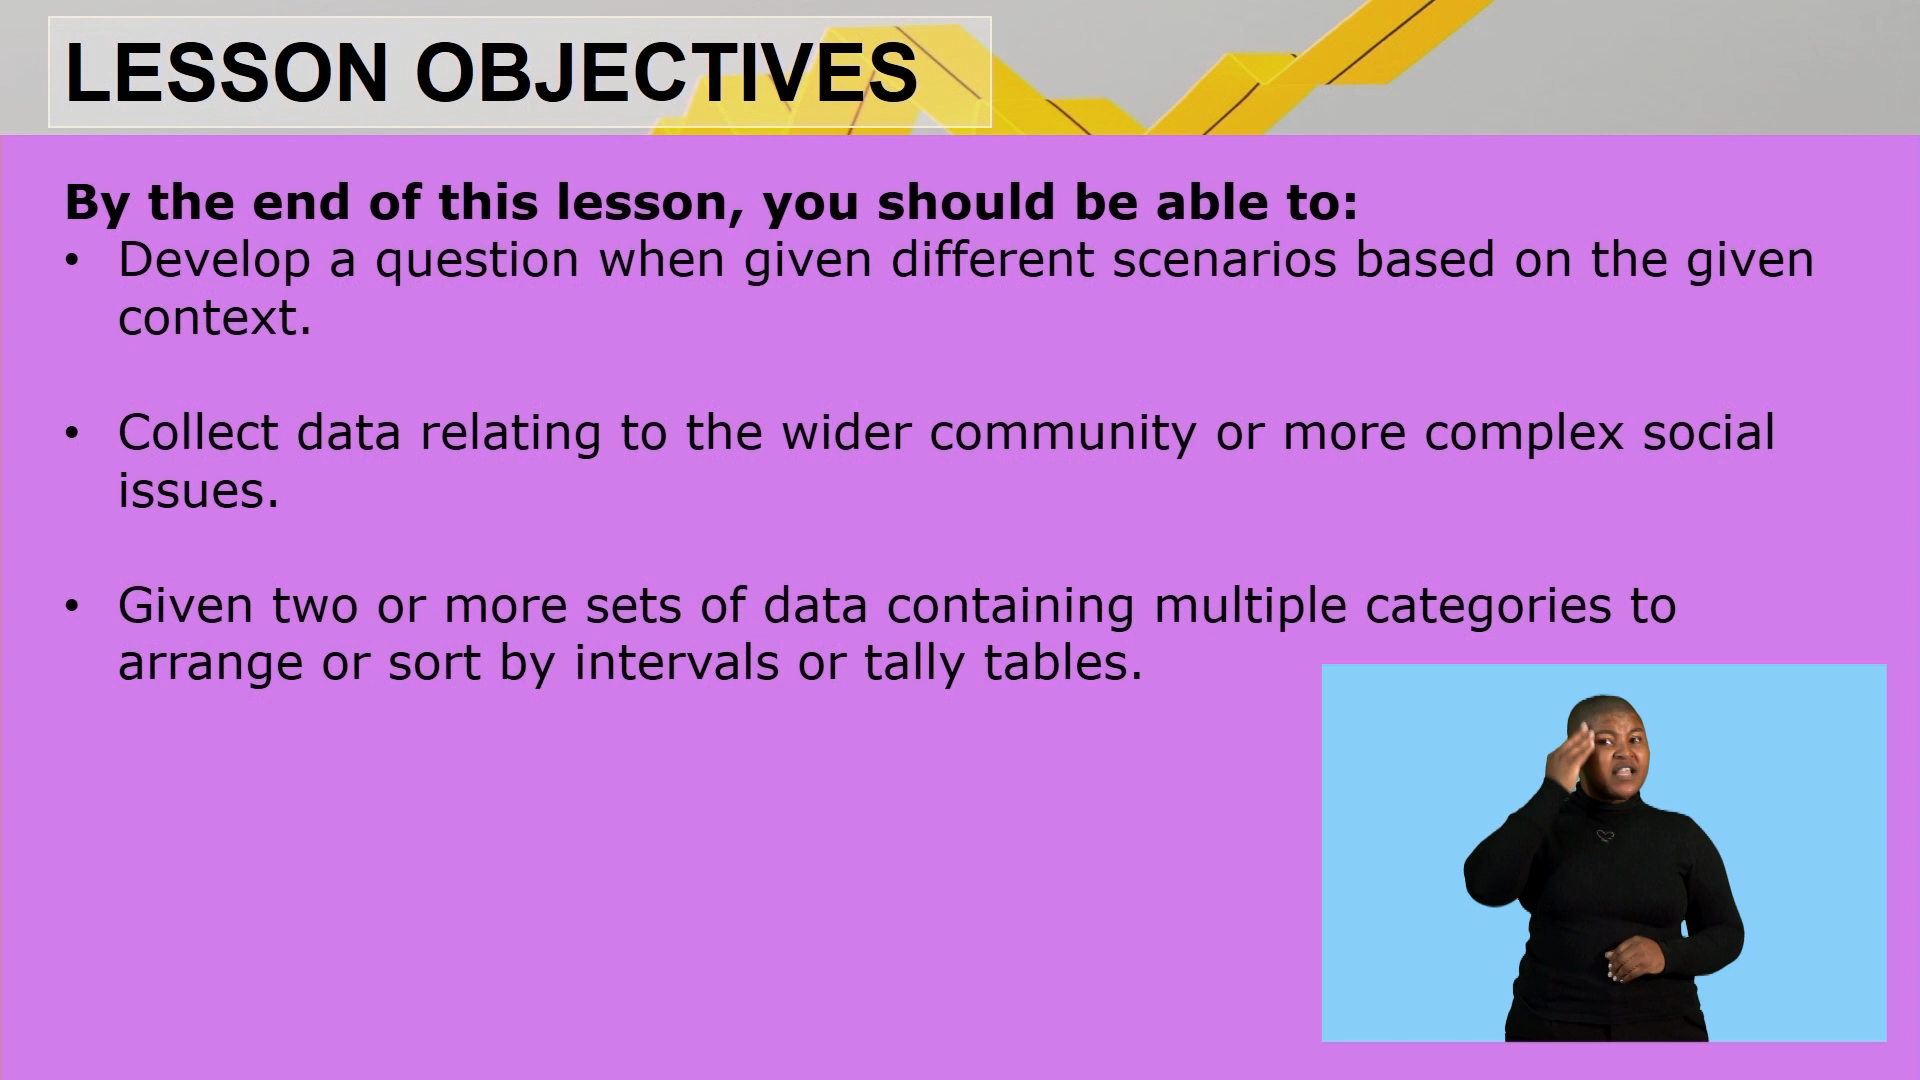 LESSON OBJECTIVES
By the end of this lesson, you should be able to:
• Develop a question when given different scenarios based on the given
context.
• Collect data relating to the wider community or more complex social
issues.
• Given two or more sets of data containing multiple categories to
arrange or sort by intervals or tally tables.